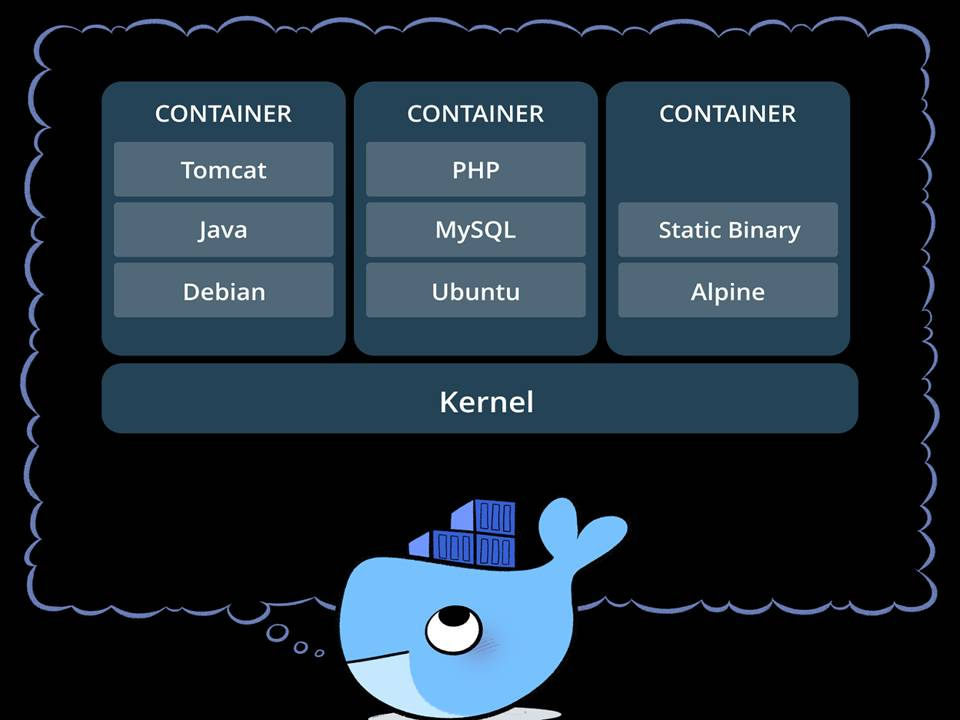 CONTAINER
Tomcat
Java
Debian
CONTAINER
PHP
MySQL
Ubuntu
CONTAINER
Static Binary
Alpine
Kernel